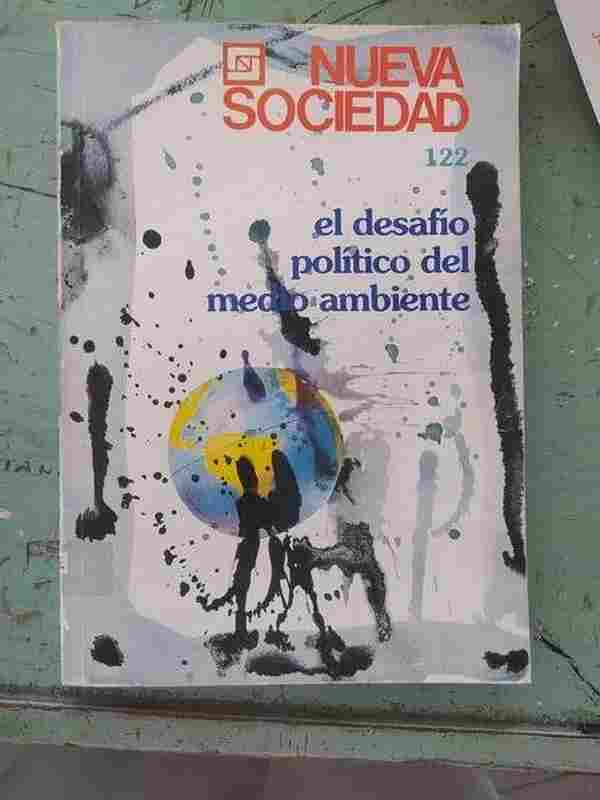 NUEVA
SOCIEDAD
122
el desafío
político del
medio ambiente